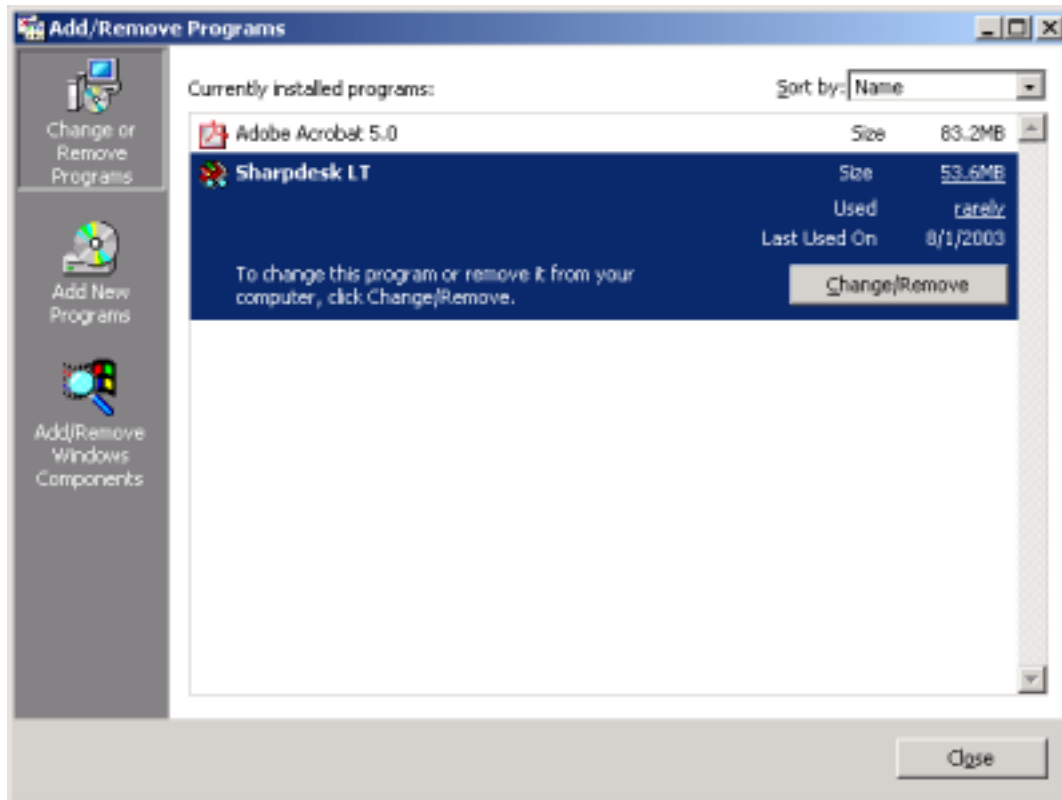 Add/Remove Programs
Change or
Remove
Programs
Add New
Programs
Add/Remove
Windows
Components
Currently installed programs:
Sort by: Name
Adobe Acrobat 5.0 Size 83.2MB
Sharpdesk LT Size 53.6MB
Used rarely
Last Used On 8/1/2003
To change this program or remove it from your
computer, click Change/Remove.
Change/Remove
Close